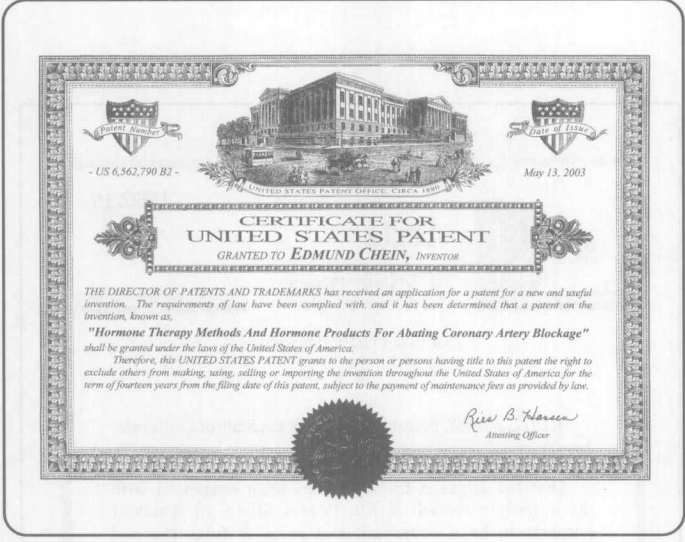 Patent Number
Date of Issue
- US 6,562,790 B2 -
May 13, 2003
UNITED STATES PATENT OFFICE, CIRCA 1880
CERTIFICATE FOR
UNITED STATES PATENT
GRANTED TO EDMUND CHEIN, INVENTOR
THE DIRECTOR OF PATENTS AND TRADEMARKS has received an application for a patent for a new and useful
invention. The requirements of law have been complied with, and it has been determined that a patent on the
invention, known as,
"Hormone Therapy Methods And Hormone Products For Abating Coronary Artery Blockage"
shall be granted under the laws of the United States of America.
Therefore, this UNITED STATES PATENT grants to the person or persons having title to this patent the right to
exclude others from making, using, selling or importing the invention throughout the United States of America for the
term of fourteen years from the filing date of this patent, subject to the payment of maintenance fees as provided by law.
Ries B. Hansen
Attesting Officer